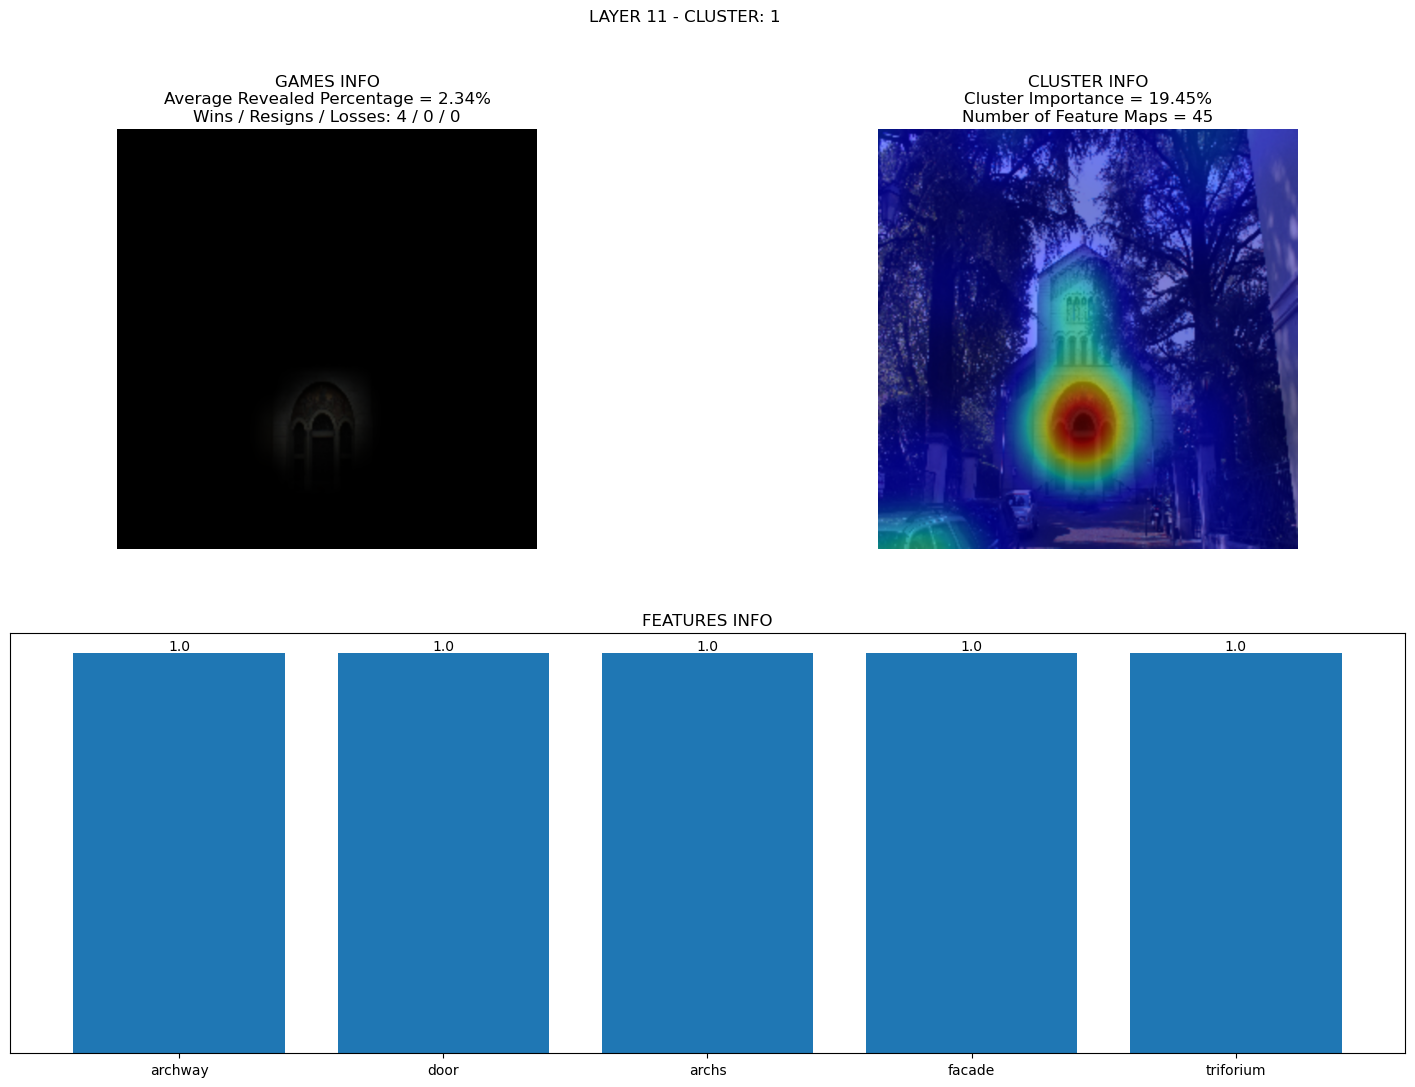 LAYER 11 - CLUSTER: 1
GAMES INFO
Average Revealed Percentage = 2.34%
Wins / Resigns / Losses: 4 / 0 / 0
CLUSTER INFO
Cluster Importance = 19.45%
Number of Feature Maps = 45
FEATURES INFO
1.0 1.0 1.0 1.0 1.0
archway door archs facade triforium